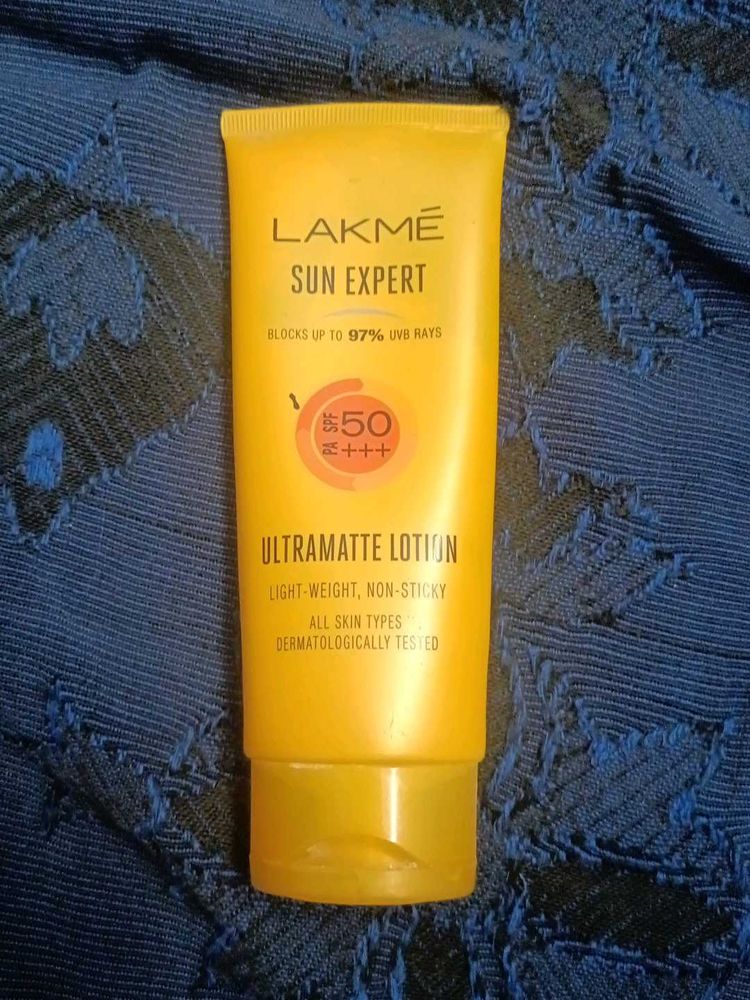 LAKMÉ
SUN EXPERT
BLOCKS UP TO 97% UVB RAYS
PA SPF 50
+++
ULTRAMATTE LOTION
LIGHT-WEIGHT, NON-STICKY
ALL SKIN TYPES
DERMATOLOGICALLY TESTED